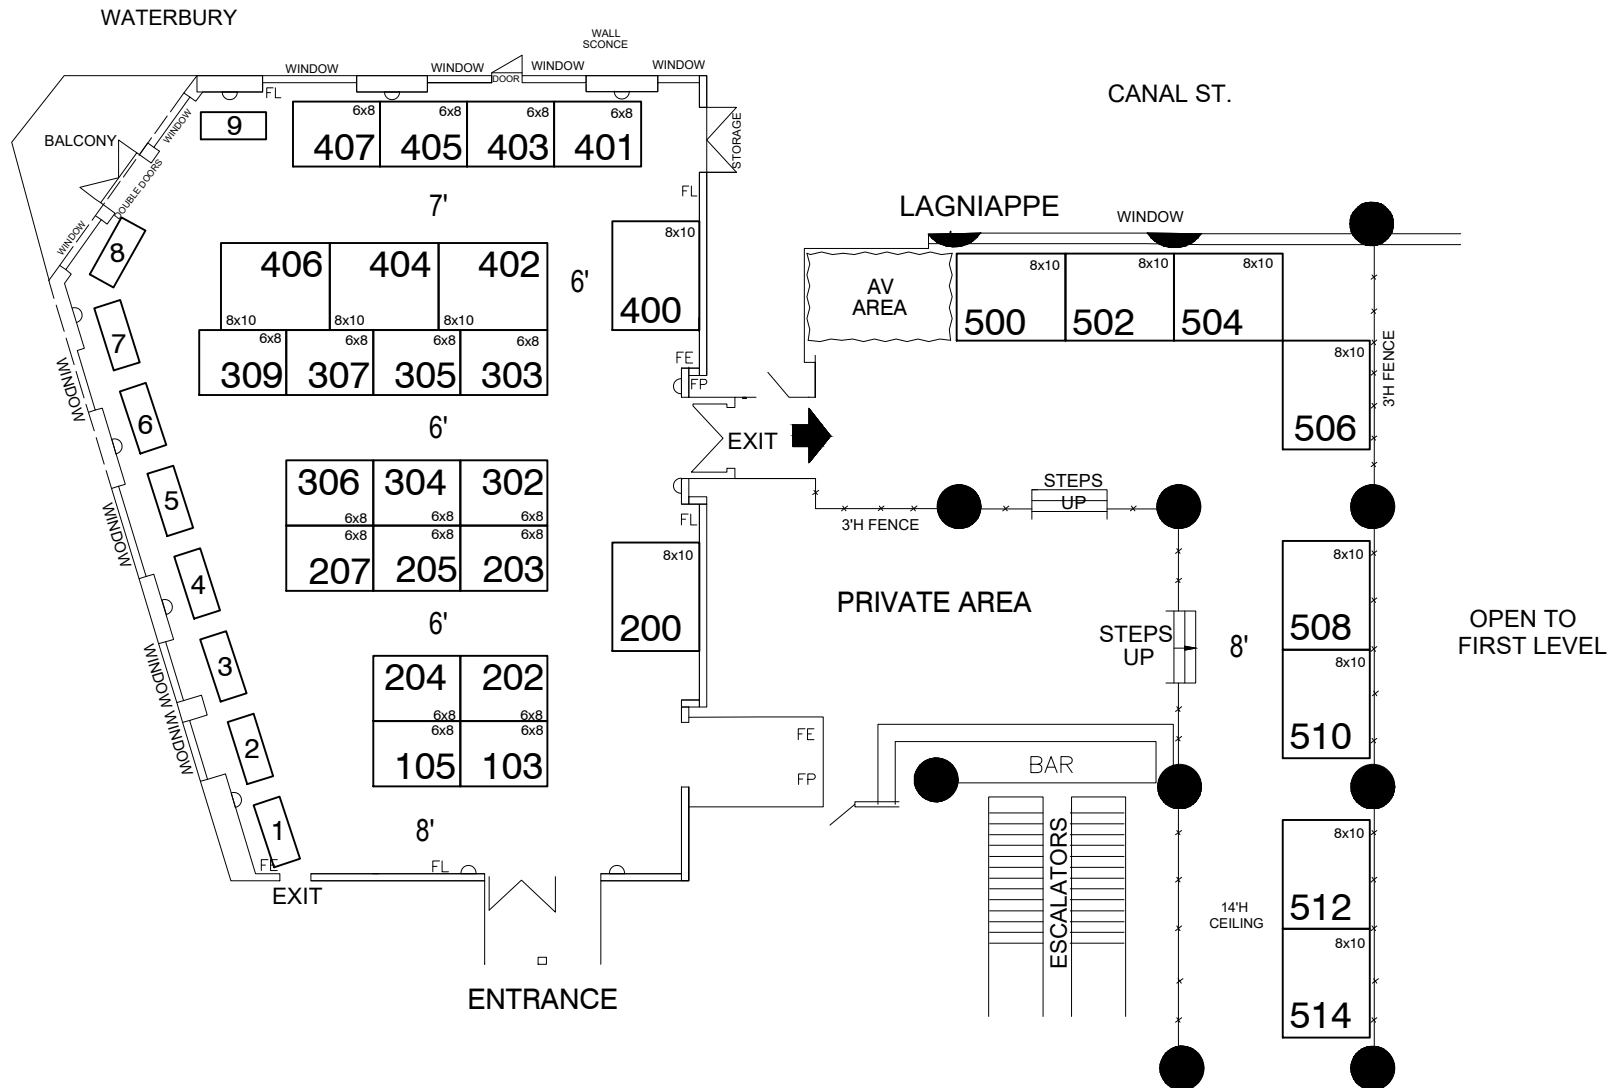 WATERBURY
WALL
SCONCE
WINDOW
WINDOW
DOOR
WINDOW
WINDOW
FL
BALCONY
WINDOW
DOUBLE DOORS
WINDOW
9
6x8
407
6x8
405
6x8
403
6x8
401
STORAGE
FL
7'
8
406
8x10
404
8x10
402
8x10
6'
8x10
400
7
6x8
309
6x8
307
6x8
305
6x8
303
FE
FP
WINDOW
6
6'
EXIT
5
306
304
6x8
302
6x8
6x8
207
6x8
205
6x8
203
FL
WINDOW
4
8x10
200
6'
3
WINDOW
204
6x8
202
6x8
6x8
105
6x8
103
2
WINDOW
1
8'
FE
EXIT
FL
ENTRANCE
CANAL ST.
LAGNIAPPE
WINDOW
AV
AREA
8x10
500
8x10
502
8x10
504
8x10
506
3'H FENCE
STEPS
UP
3'H FENCE
PRIVATE AREA
STEPS
UP
8'
8x10
508
8x10
510
OPEN TO
FIRST LEVEL
FE
FP
BAR
ESCALATORS
14'H
CEILING
8x10
512
8x10
514